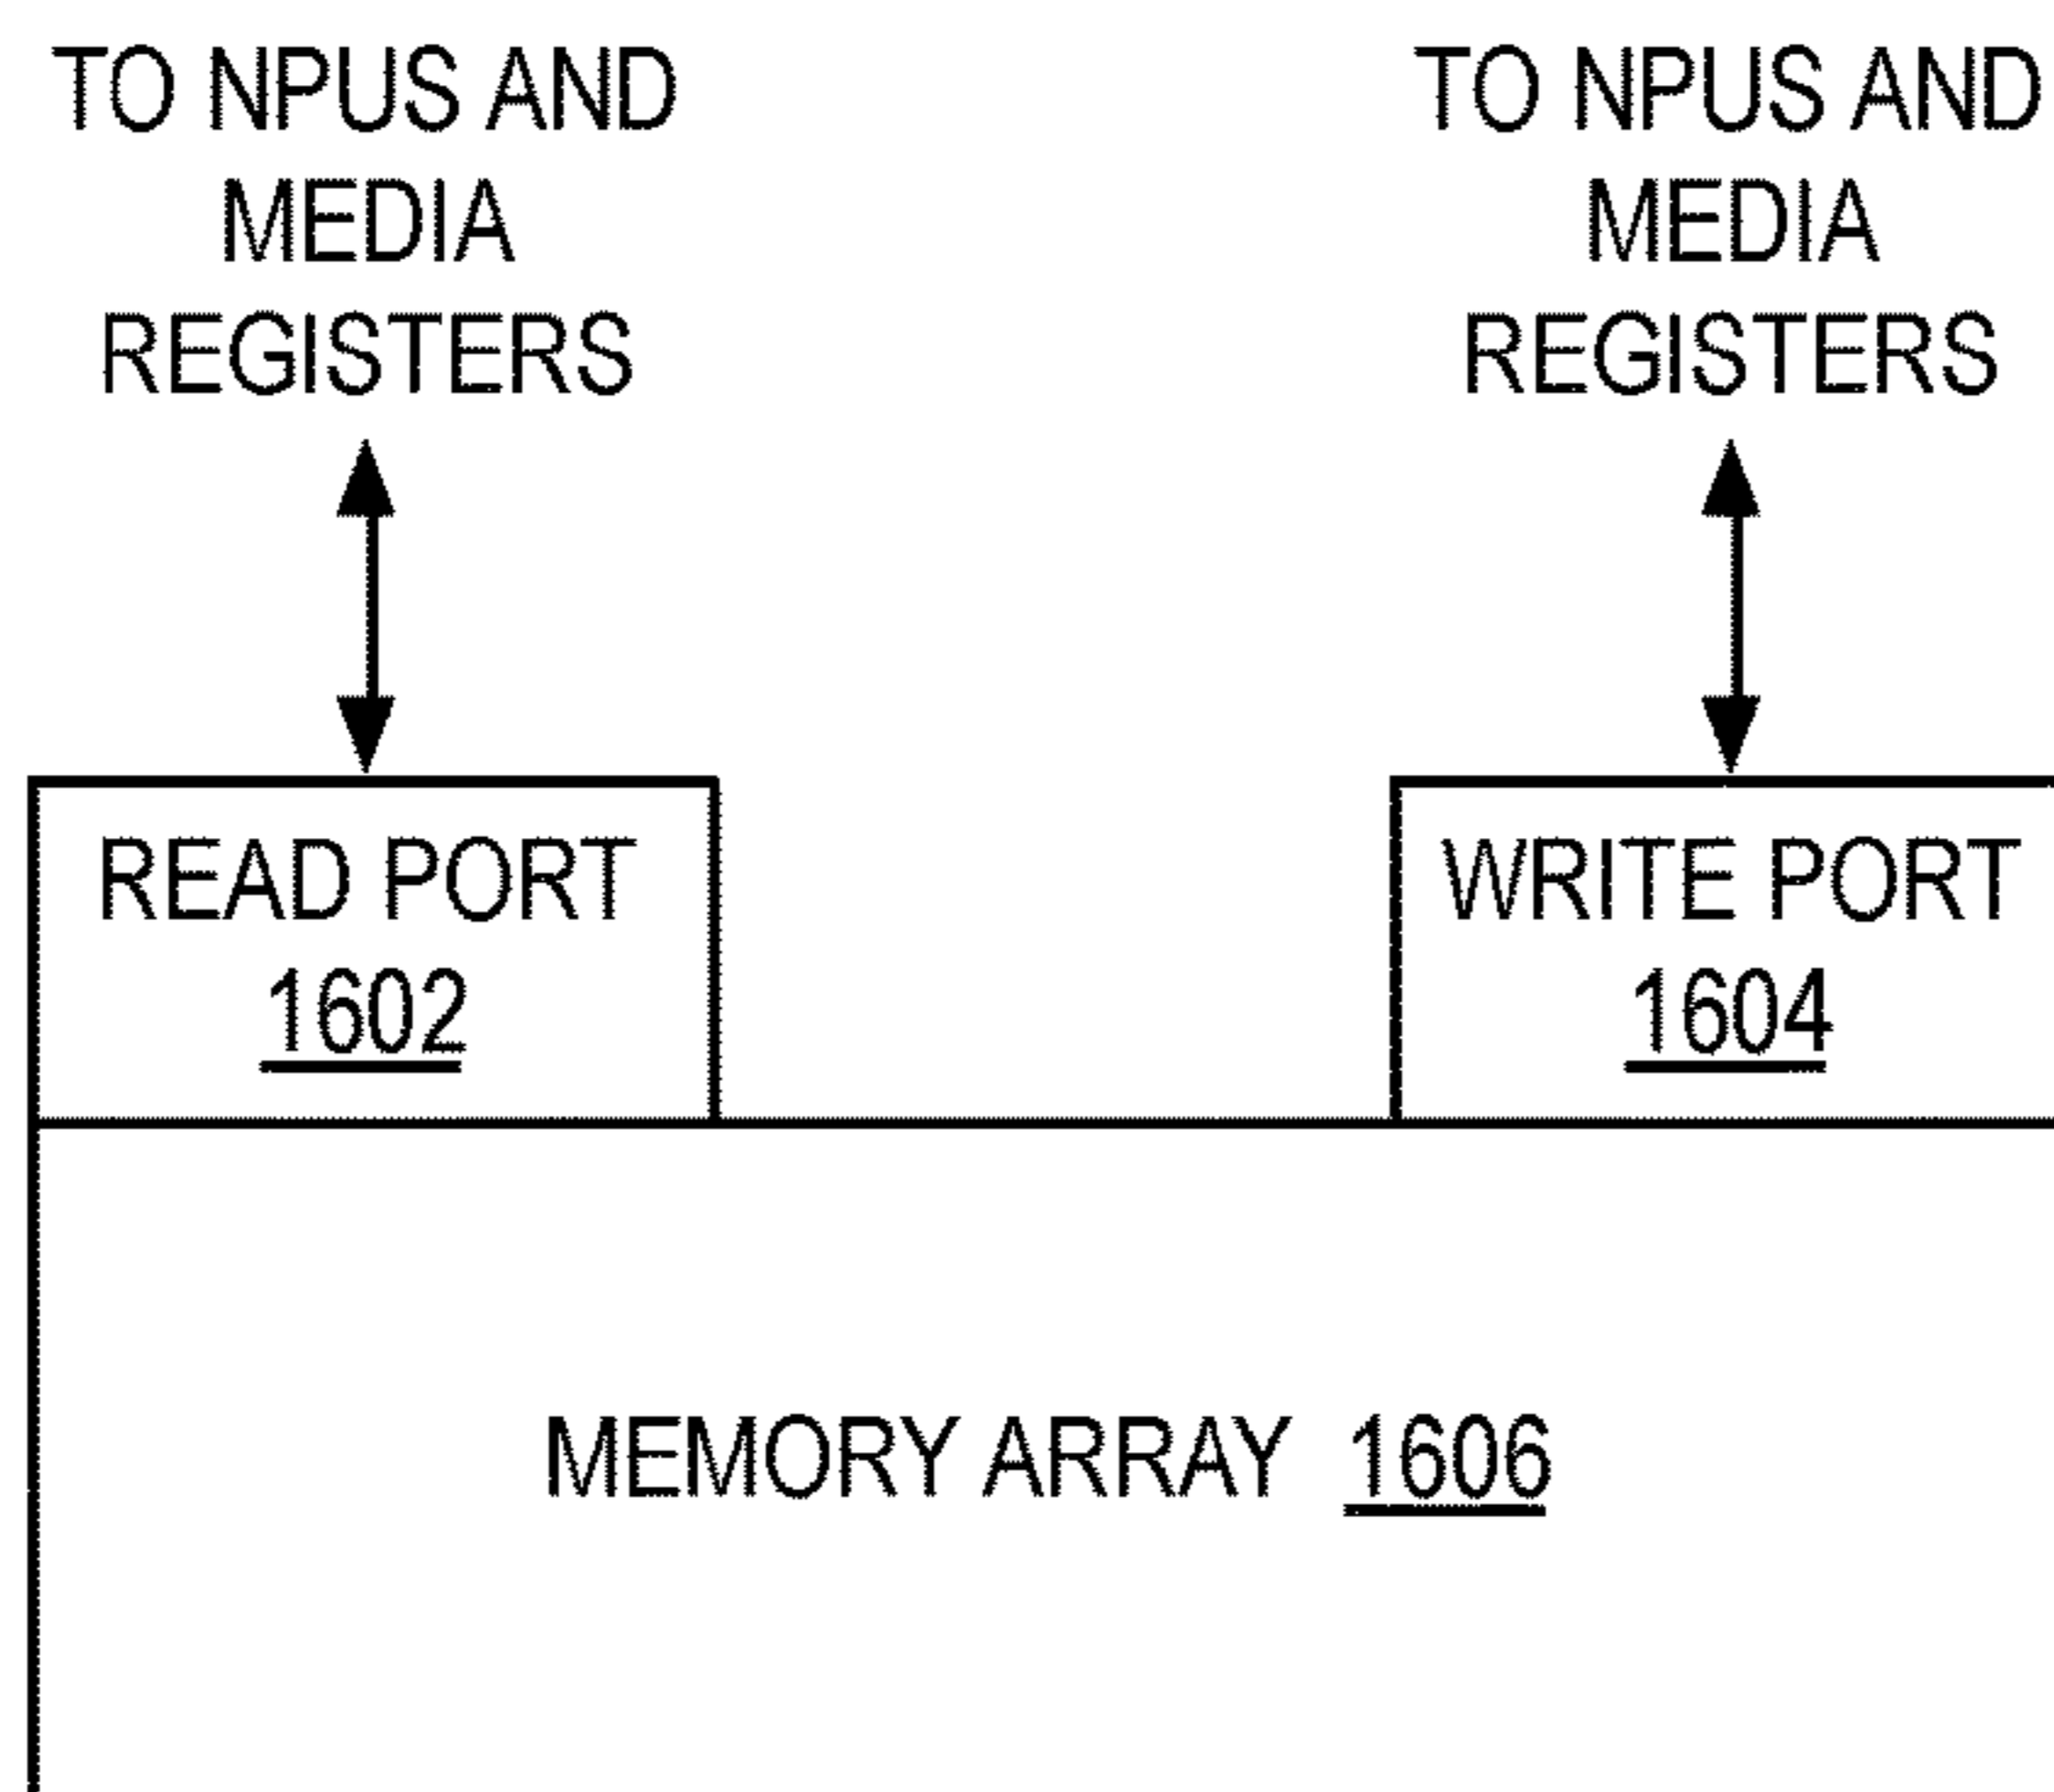 TO NPUS AND
MEDIA
REGISTERS
TO NPUS AND
MEDIA
REGISTERS
READ PORT
1602
WRITE PORT
1604
MEMORY ARRAY 1606